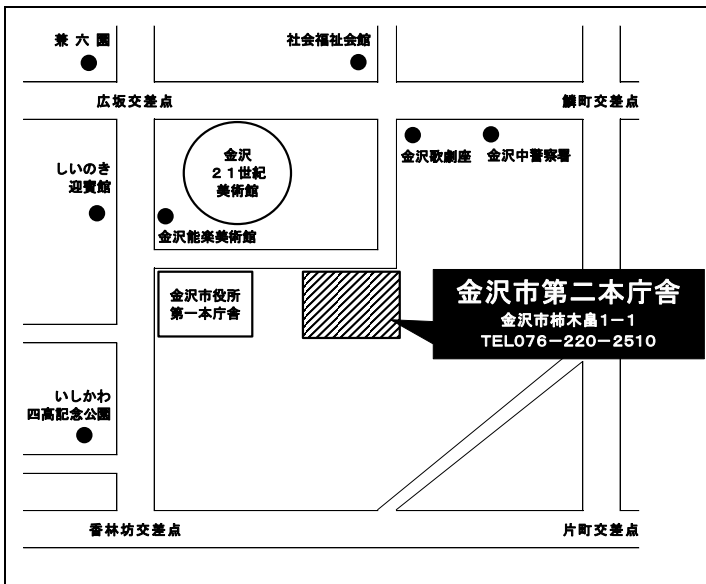 兼六園
社会福祉会館
広坂交差点
鱗町交差点
金沢
21世紀
美術館
金沢歌劇座
金沢中警察署
しいのき
迎賓館
金沢能楽美術館
金沢市役所
第一本庁舎
金沢市第二本庁舎
金沢市柿木畠1−1
TEL076−220−2510
いしかわ
四高記念公園
香林坊交差点
片町交差点